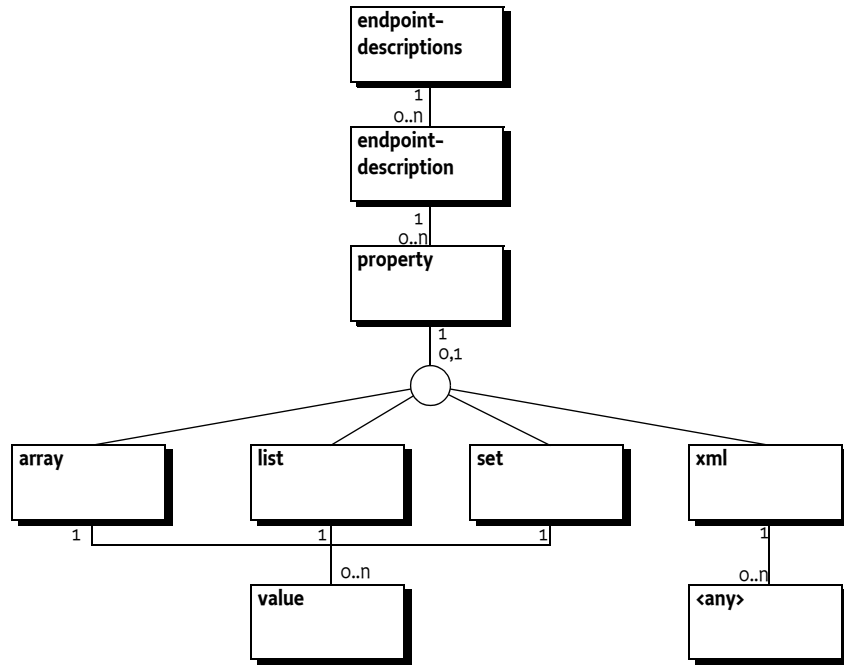 endpoint-
descriptions
1
0..n
endpoint-
description
1
0..n
property
1
0,1
array
list
set
xml
1
1
1
1
0..n
0..n
value
<any>